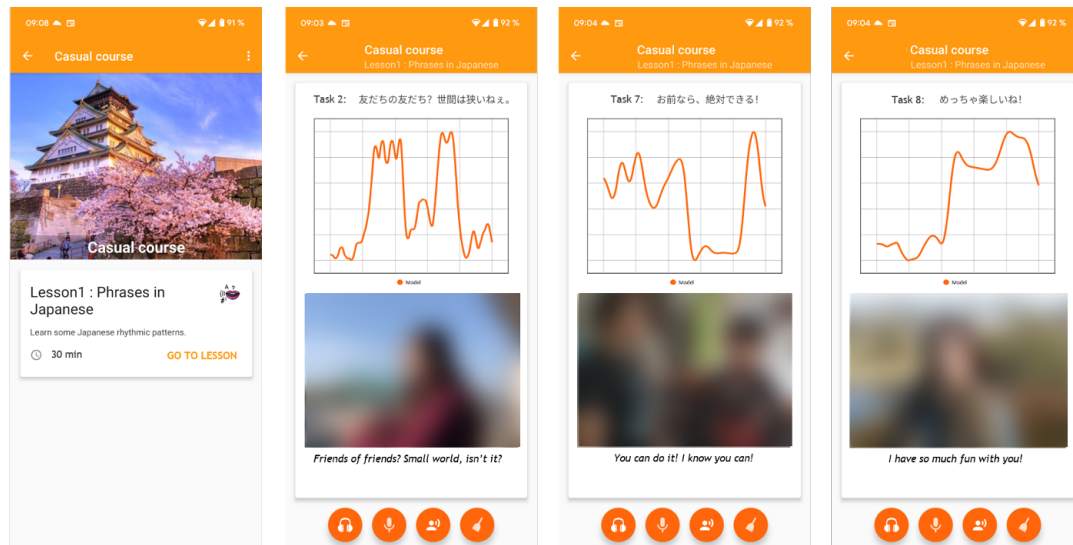 09:08
91 %
Casual course
Casual course
Lesson1 : Phrases in
Japanese
Learn some Japanese rhythmic patterns.
30 min
GO TO LESSON
09:03
92 %
Casual course
Lesson1 : Phrases in Japanese
Task 2: 友だちの友だち？世間は狭いねぇ。
Model
Friends of friends? Small world, isn't it?
09:04
92 %
Casual course
Lesson1 : Phrases in Japanese
Task 7: お前なら、絶対できる！
Model
You can do it! I know you can!
09:04
92 %
Casual course
Lesson1 : Phrases in Japanese
Task 8: めっちゃ楽しいね！
Model
I have so much fun with you!